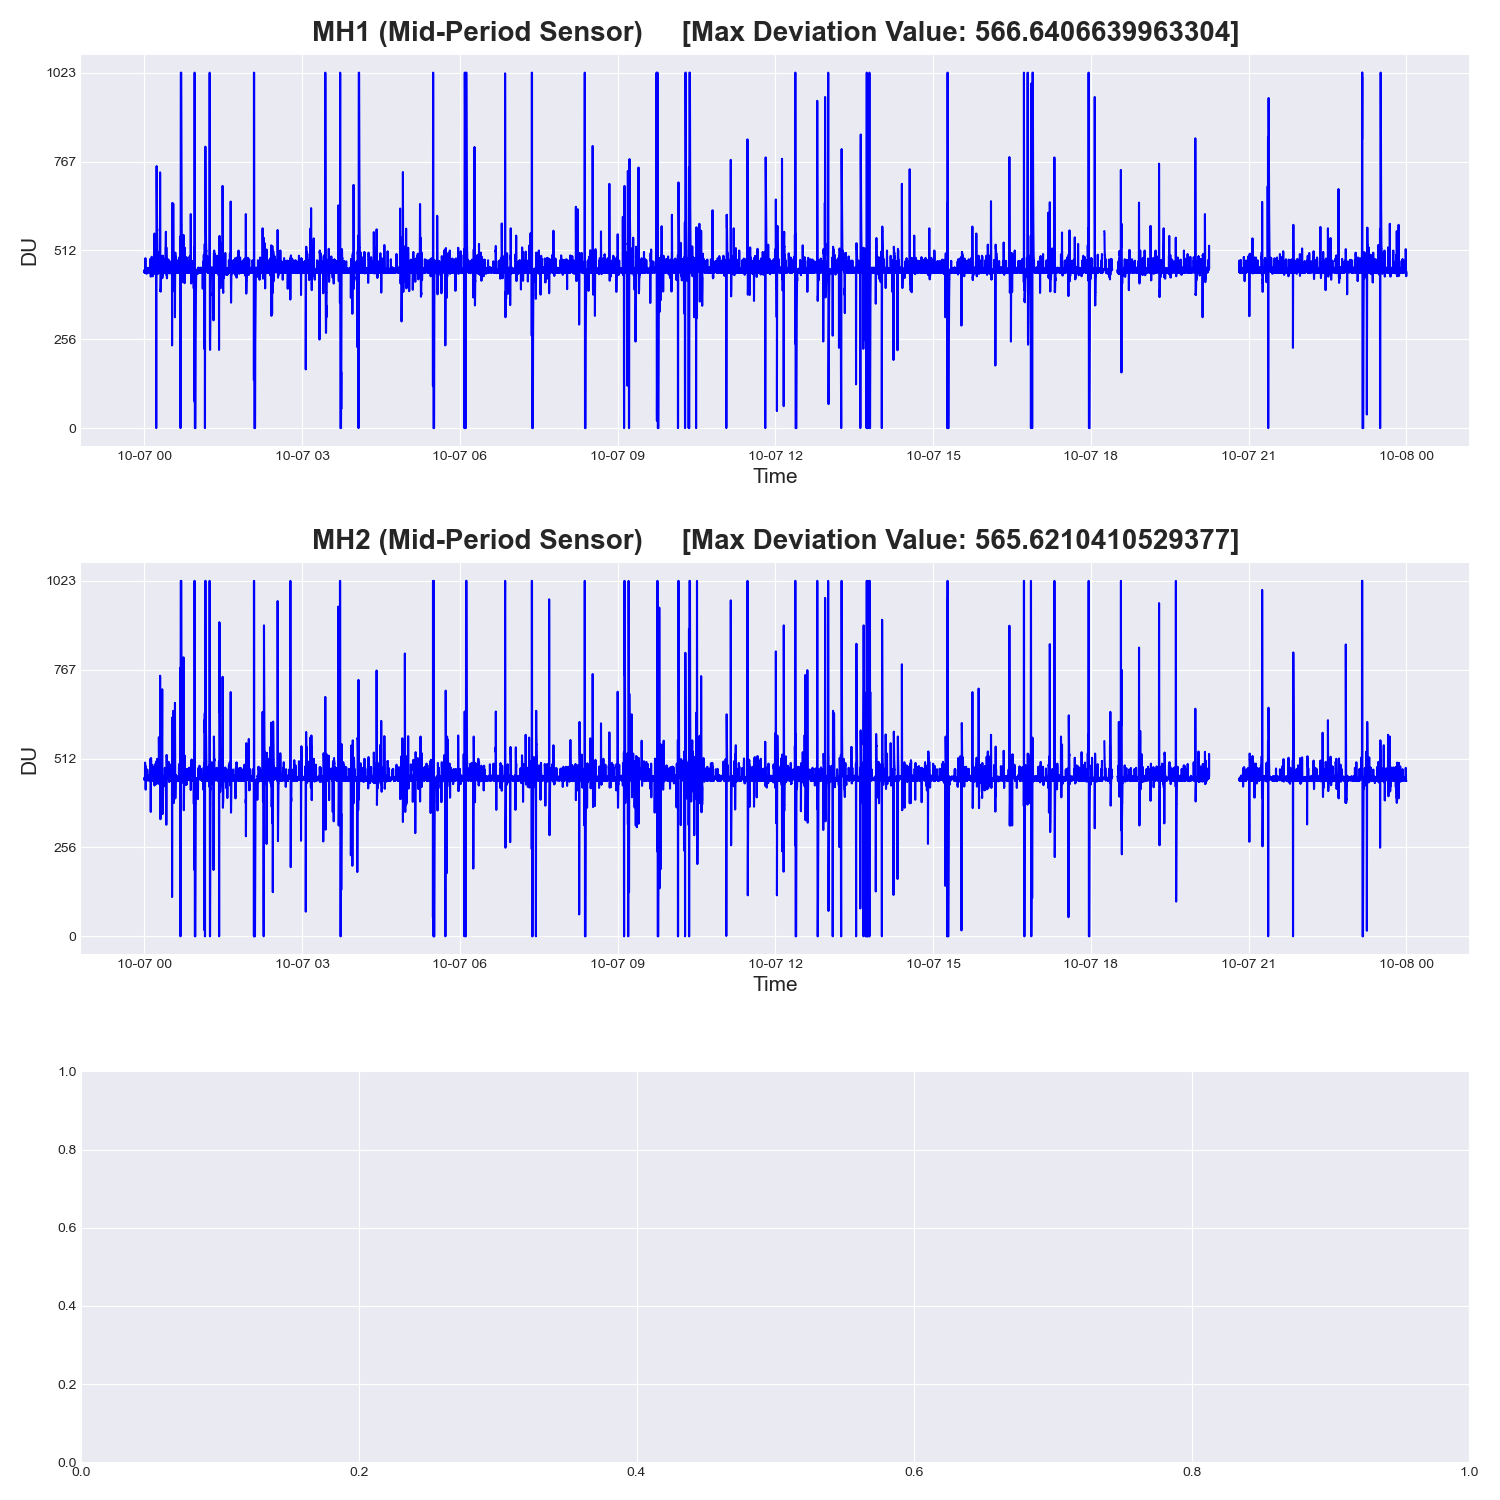 MH1 (Mid-Period Sensor) [Max Deviation Value: 566.6406639963304]
1023
767
512
256
0
DU
10-07 00 10-07 03 10-07 06 10-07 09 10-07 12 10-07 15 10-07 18 10-07 21 10-08 00
Time
MH2 (Mid-Period Sensor) [Max Deviation Value: 565.6210410529377]
1023
767
512
256
0
DU
10-07 00 10-07 03 10-07 06 10-07 09 10-07 12 10-07 15 10-07 18 10-07 21 10-08 00
Time
1.0
0.8
0.6
0.4
0.2
0.0
0.0 0.2 0.4 0.6 0.8 1.0